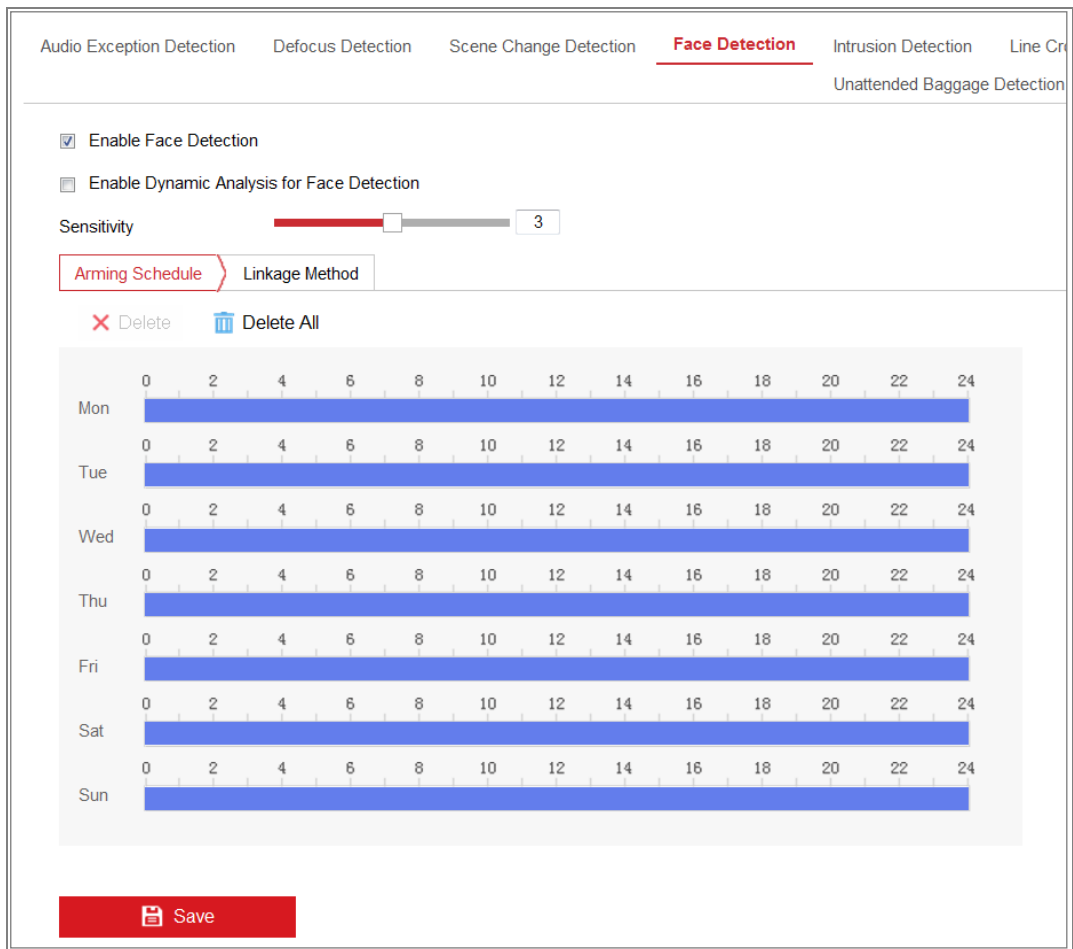 Audio Exception Detection Defocus Detection Scene Change Detection Face Detection Intrusion Detection Line Cro
Unattended Baggage Detection
Enable Face Detection
Enable Dynamic Analysis for Face Detection
Sensitivity 3
Arming Schedule Linkage Method
Delete Delete All
0 2 4 6 8 10 12 14 16 18 20 22 24
Mon
0 2 4 6 8 10 12 14 16 18 20 22 24
Tue
0 2 4 6 8 10 12 14 16 18 20 22 24
Wed
0 2 4 6 8 10 12 14 16 18 20 22 24
Thu
0 2 4 6 8 10 12 14 16 18 20 22 24
Fri
0 2 4 6 8 10 12 14 16 18 20 22 24
Sat
0 2 4 6 8 10 12 14 16 18 20 22 24
Sun
Save